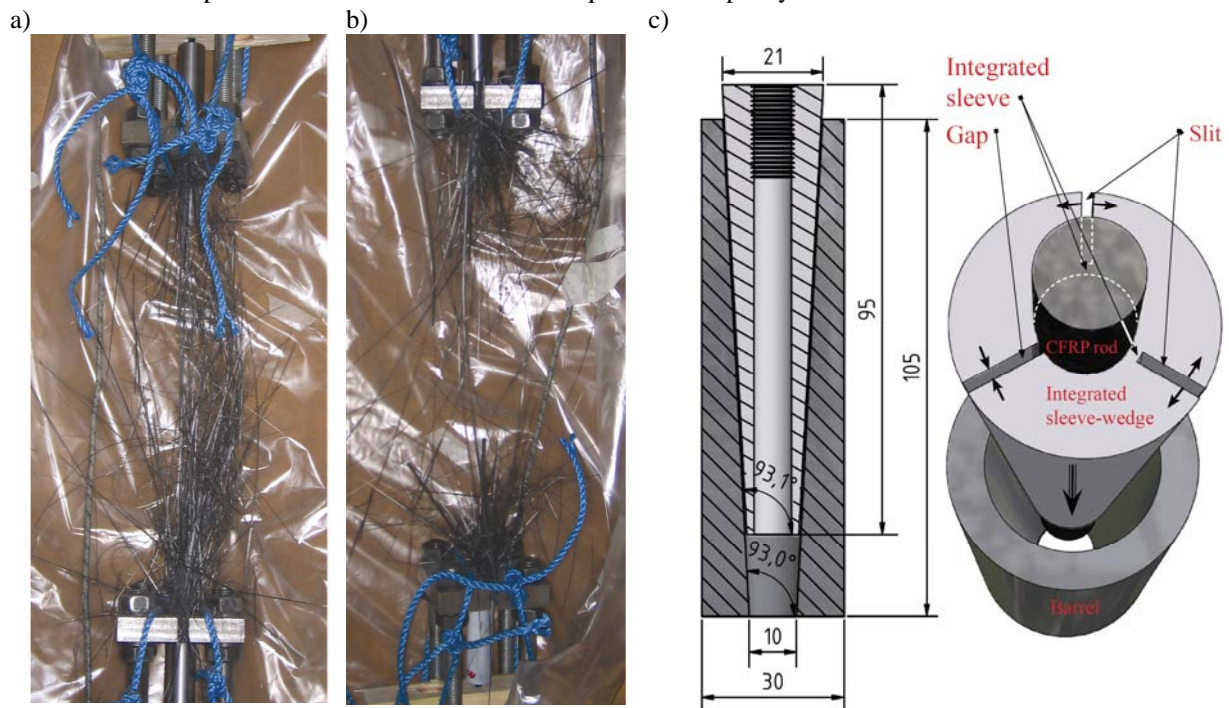 a)
b)
c)
21
95
105
93,1°
93,0°
10
30
Integrated
sleeve
Gap
Slit
CFRP rod
Integrated
sleeve-wedge
Barrel